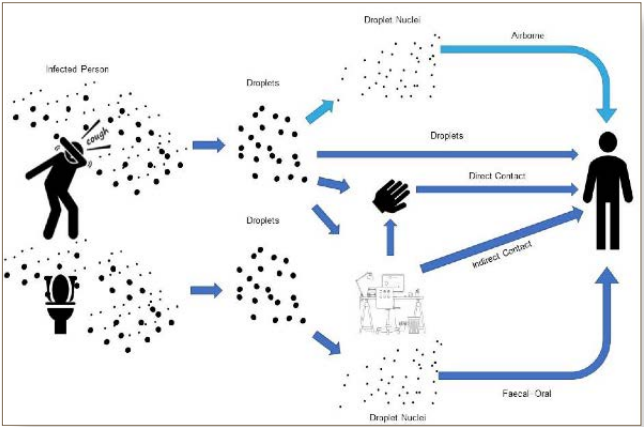 Droplet Nuclei
Airborne
Infected Person
Droplets
cough
Droplets
Direct Contact
Droplets
Indirect Contact
Faecal-Oral
Droplet Nuclei